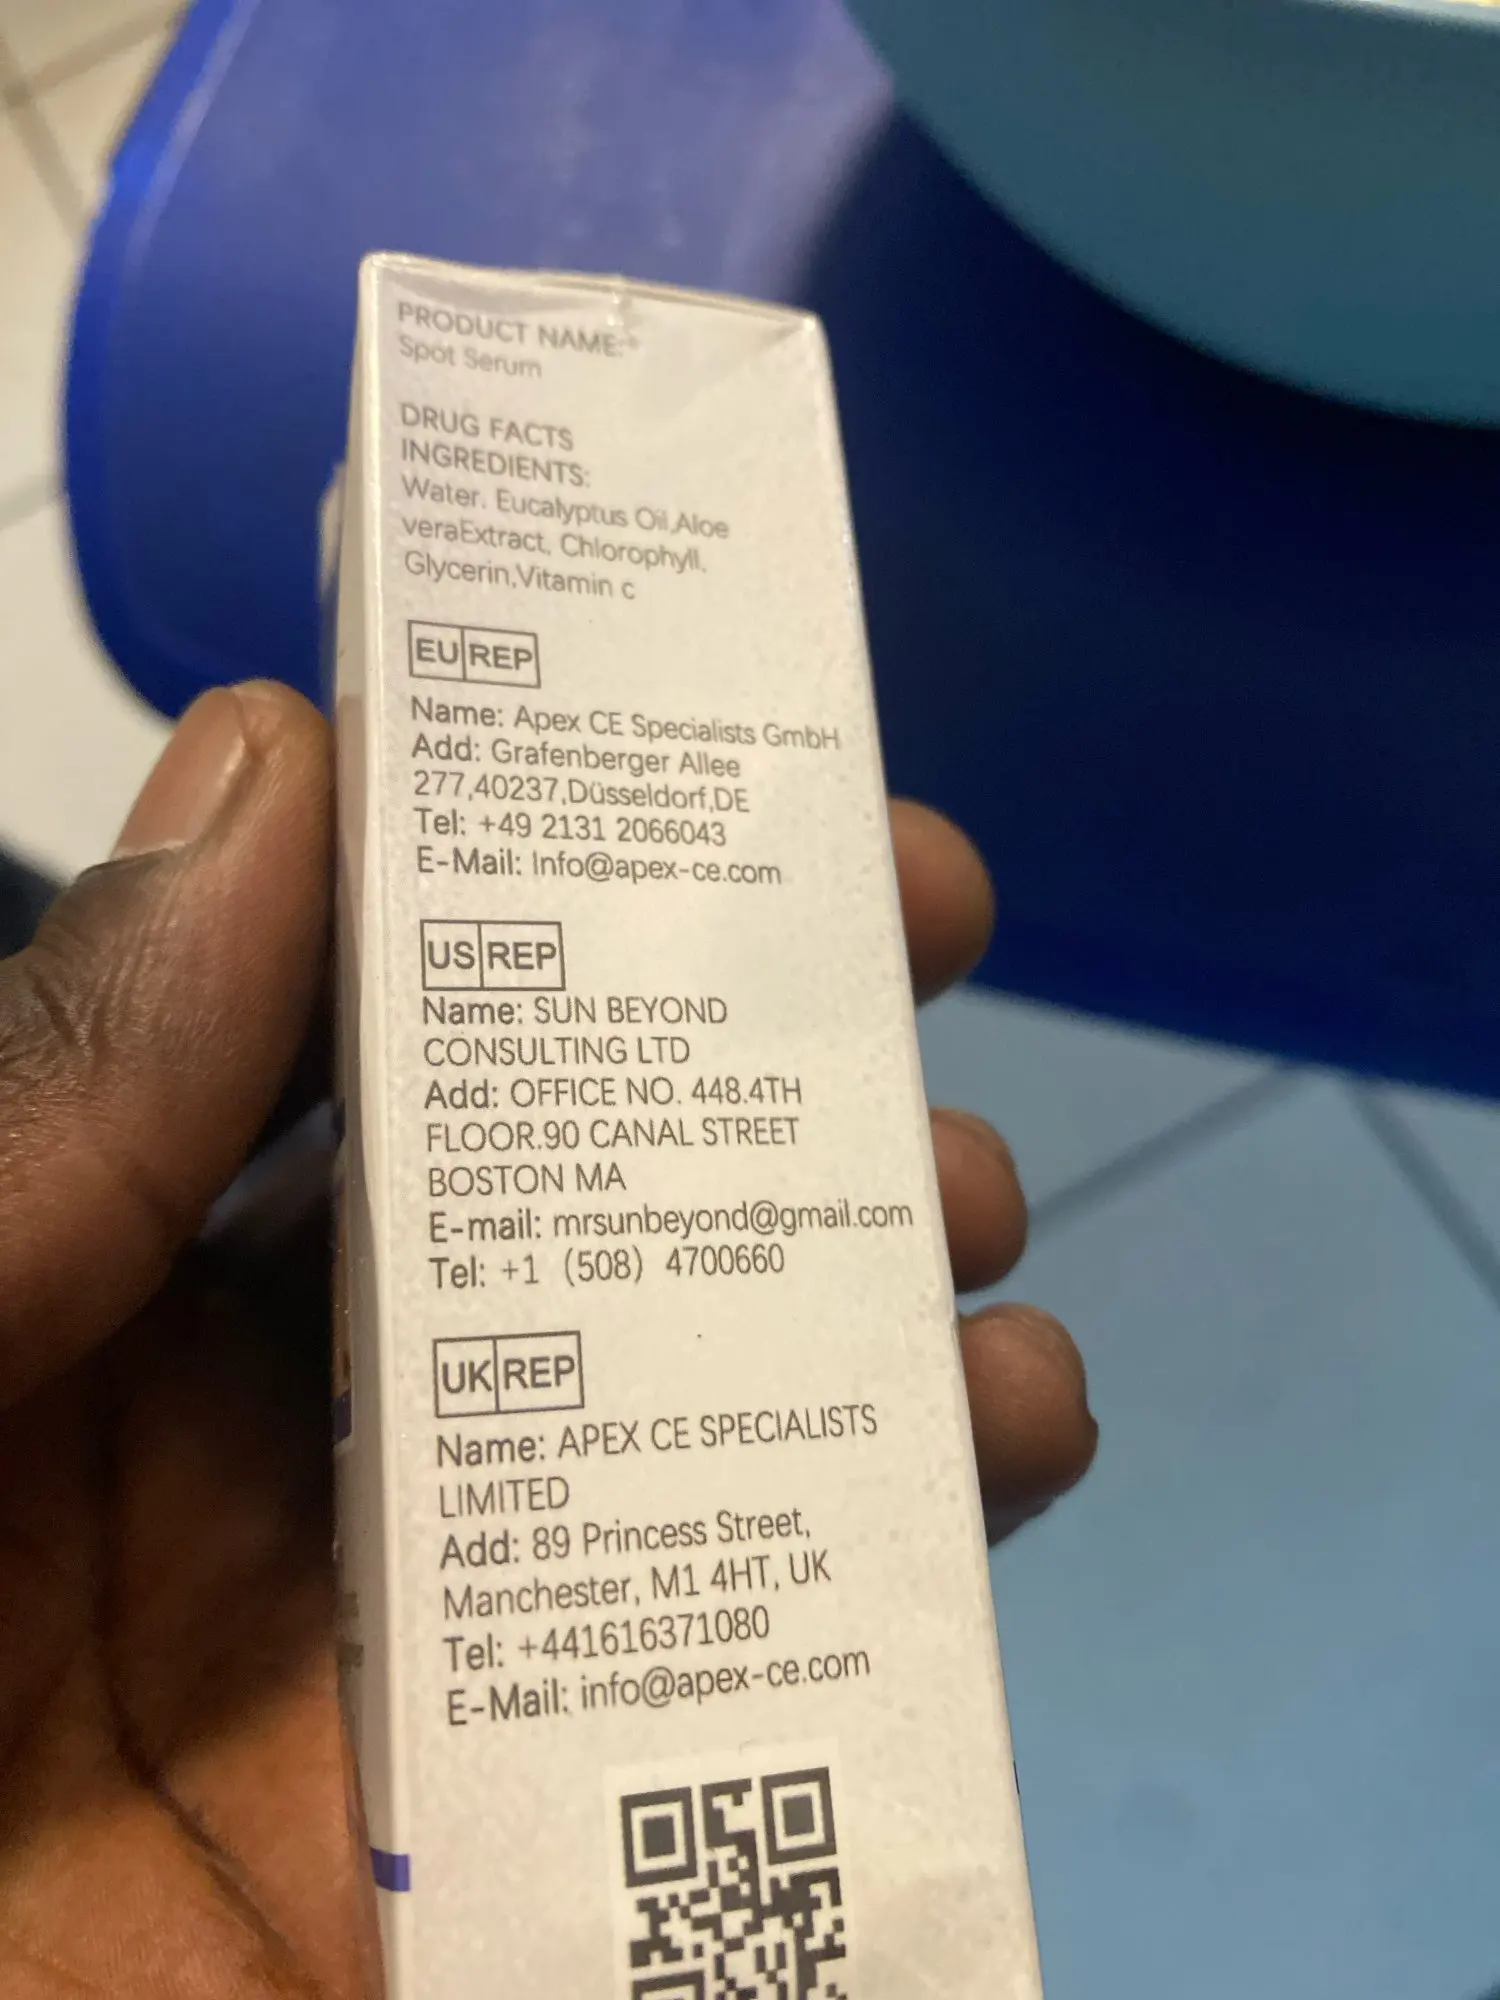 PRODUCT NAME:
Spot Serum
DRUG FACTS
INGREDIENTS:
Water. Eucalyptus Oil,Aloe
veraExtract, Chlorophyll,
Glycerin,Vitamin c
EU REP
Name: Apex CE Specialists GmbH
Add: Grafenberger Allee
277,40237,Düsseldorf,DE
Tel: +49 2131 2066043
E-Mail: Info@apex-ce.com
US REP
Name: SUN BEYOND
CONSULTING LTD
Add: OFFICE NO. 448.4TH
FLOOR.90 CANAL STREET
BOSTON MA
E-mail: mrsunbeyond@gmail.com
Tel: +1 (508) 4700660
UK REP
Name: APEX CE SPECIALISTS
LIMITED
Add: 89 Princess Street,
Manchester, M1 4HT, UK
Tel: +441616371080
E-Mail: info@apex-ce.com